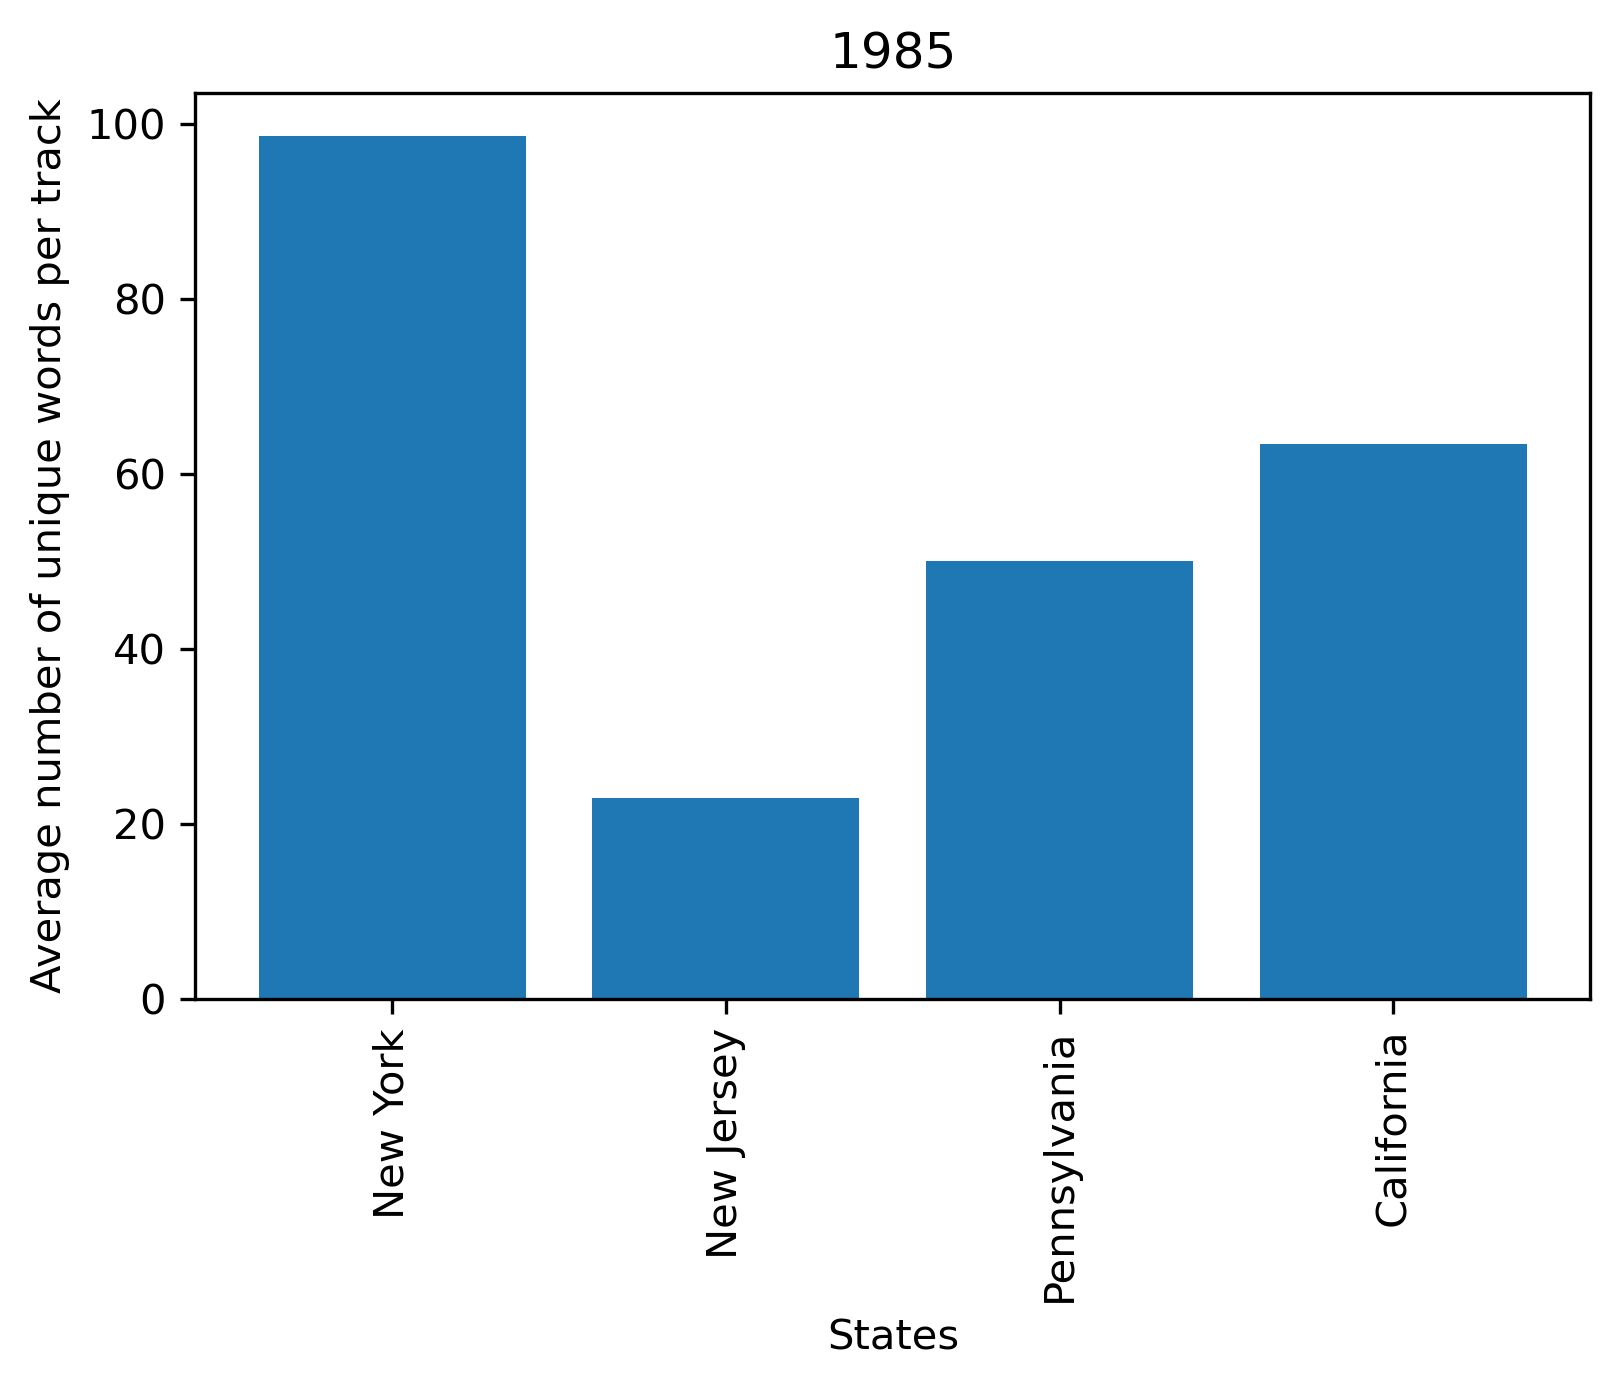 1985
Average number of unique words per track
100
80
60
40
20
0
New York
New Jersey
Pennsylvania
California
States